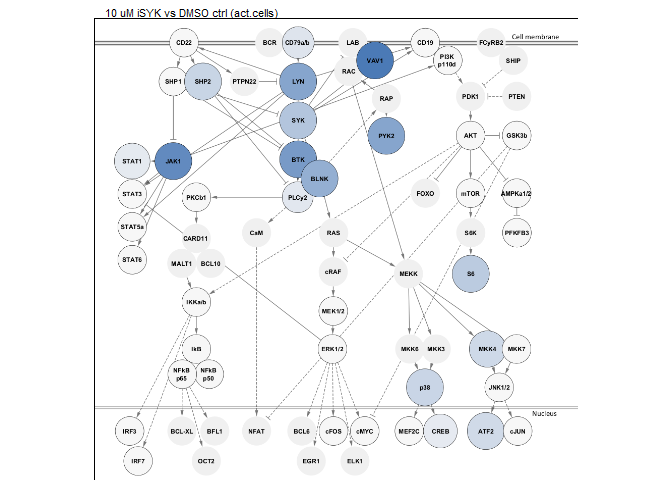 10 uM iSYK vs DMSO ctrl (act.cells)
Cell membrane
CD22
BCR
CD79a/b
LAB
CD19
FCyRB2
VAV1
PI3K
p110d
SHIP
RAC
SHP1
SHP2
PTPN22
LYN
RAP
PDK1
PTEN
SYK
PYK2
AKT
GSK3b
STAT1
JAK1
BTK
BLNK
STAT3
PKCb1
PLCy2
FOXO
mTOR
AMPKa1/2
STAT5a
CARD11
CaM
RAS
S6K
PFKFB3
STAT6
MALT1
BCL10
cRAF
MEKK
S6
IKKa/b
MEK1/2
IkB
ERK1/2
MKK6
MKK3
MKK4
MKK7
NFkB
p65
NFkB
p50
p38
JNK1/2
Nucleus
IRF3
BCL-XL
BFL1
NFAT
BCL6
cFOS
cMYC
MEF2C
CREB
ATF2
cJUN
IRF7
OCT2
EGR1
ELK1